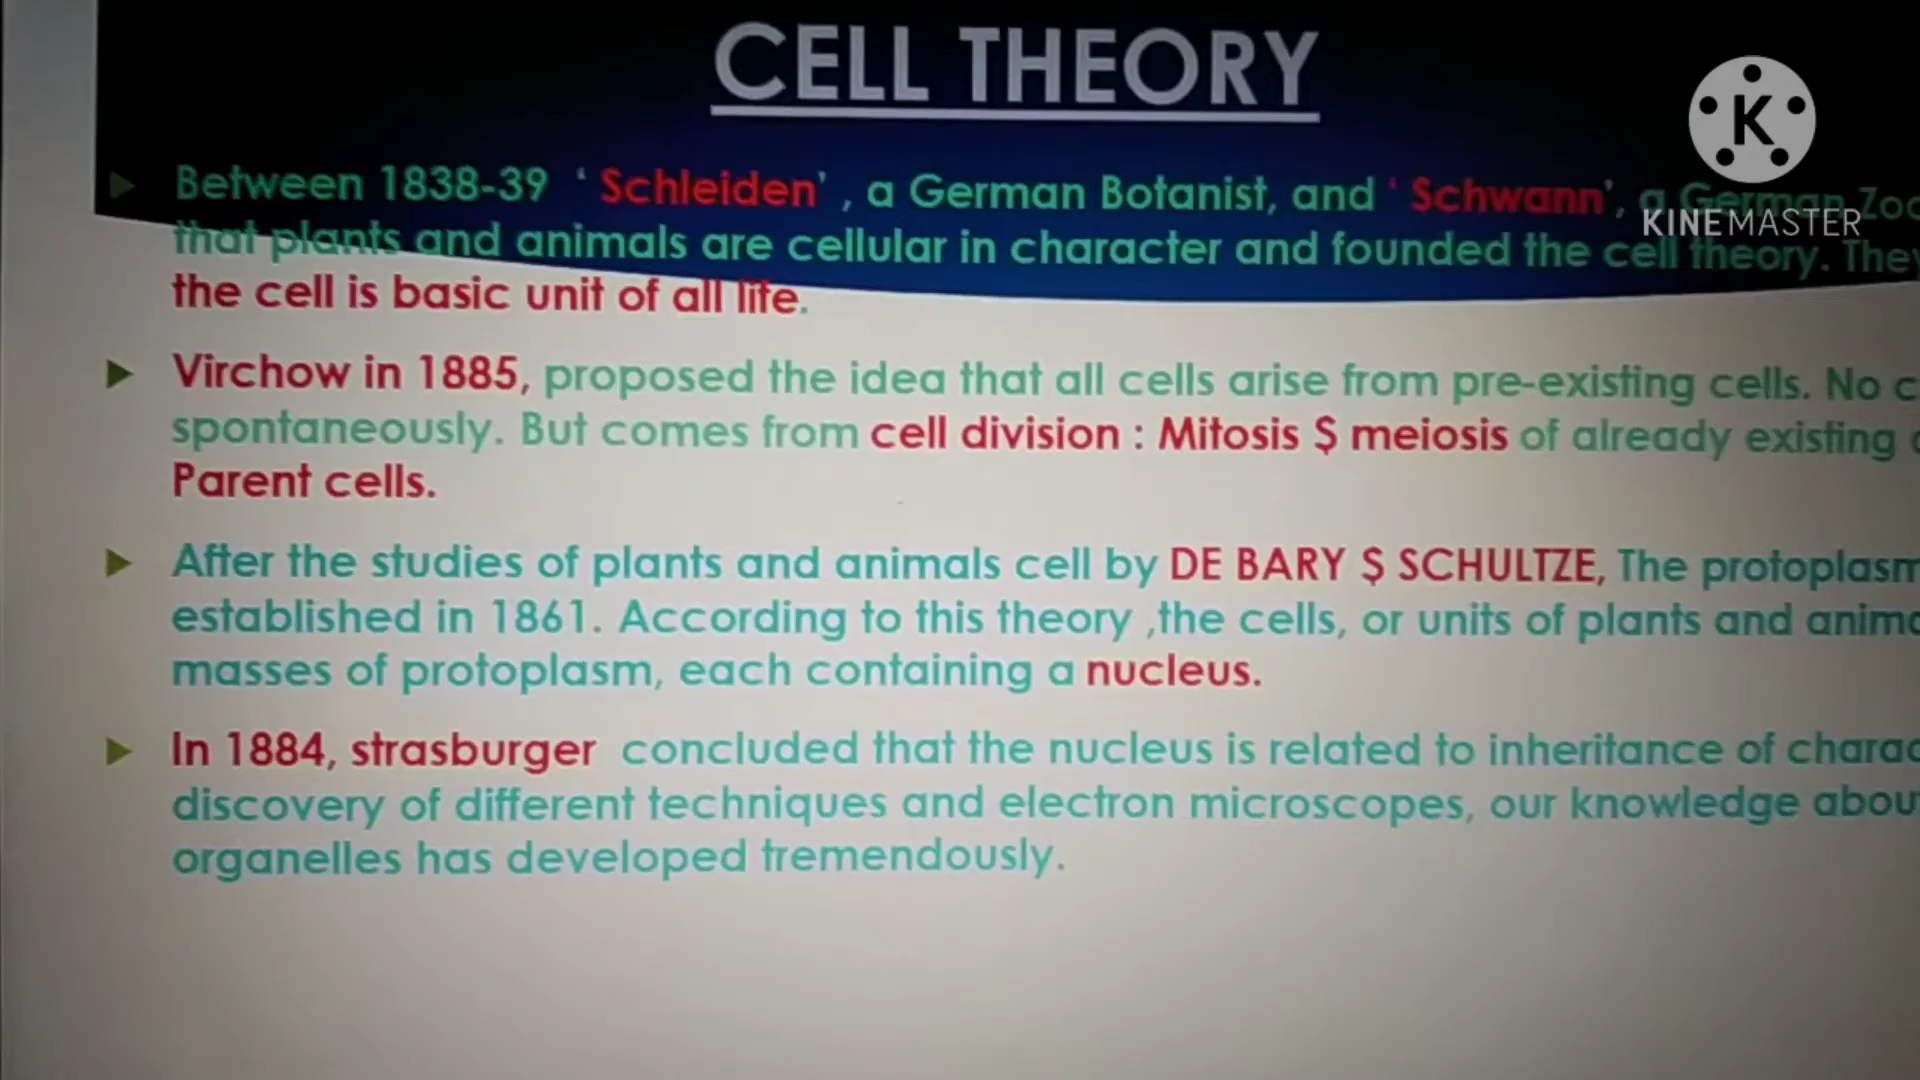 CELL THEORY
Between 1838-39 ‘ Schleiden’ , a German Botanist, and ‘ Schwann’, a German
that plants and animals are cellular in character and founded the cell theory. They
the cell is basic unit of all life.
Virchow in 1885, proposed the idea that all cells arise from pre-existing cells. No
spontaneously. But comes from cell division : Mitosis $ meiosis of already existing
Parent cells.
After the studies of plants and animals cell by DE BARY $ SCHULTZE, The protoplasm
established in 1861. According to this theory ,the cells, or units of plants and
masses of protoplasm, each containing a nucleus.
In 1884, strasburger concluded that the nucleus is related to inheritance of
discovery of different techniques and electron microscopes, our knowledge
organelles has developed tremendously.
K
KINEMASTER